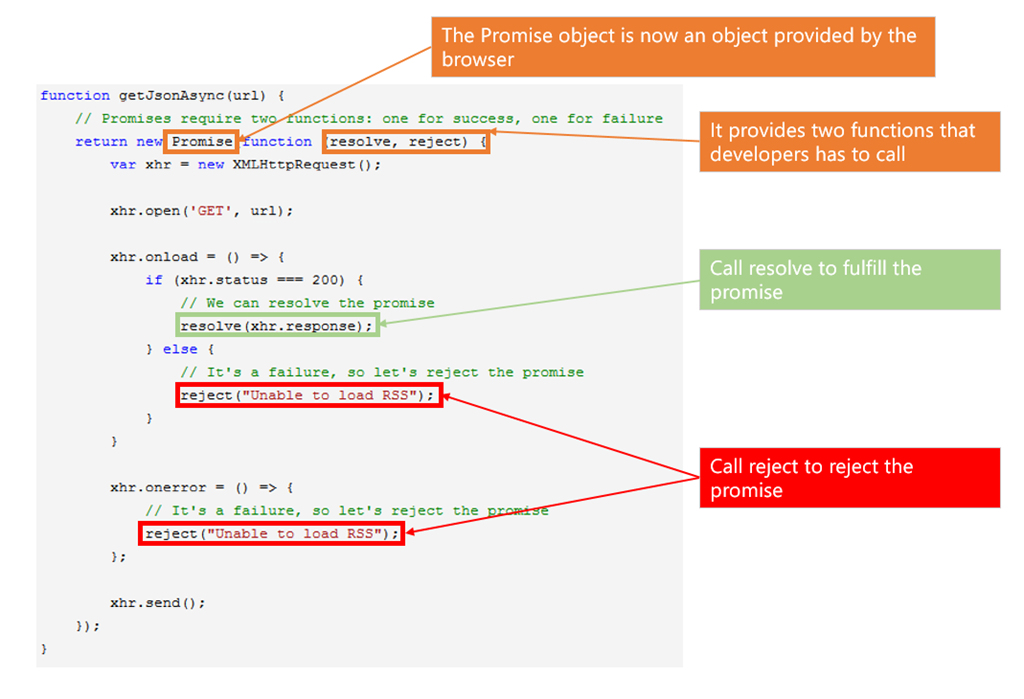 The Promise object is now an object provided by the
browser
function getJsonAsync(url) {
// Promises require two functions: one for success, one for failure
return new Promise function (resolve, reject) {
It provides two functions that
developers has to call
var xhr = new XMLHttpRequest();
xhr.open('GET', url);
xhr.onload = () => {
if (xhr.status === 200) {
Call resolve to fulfill the
promise
// We can resolve the promise
resolve(xhr.response);
} else {
// It's a failure, so let's reject the promise
reject("Unable to load RSS");
}
}
Call reject to reject the
promise
xhr.onerror = () => {
// It's a failure, so let's reject the promise
reject("Unable to load RSS");
};
xhr.send();
});
}